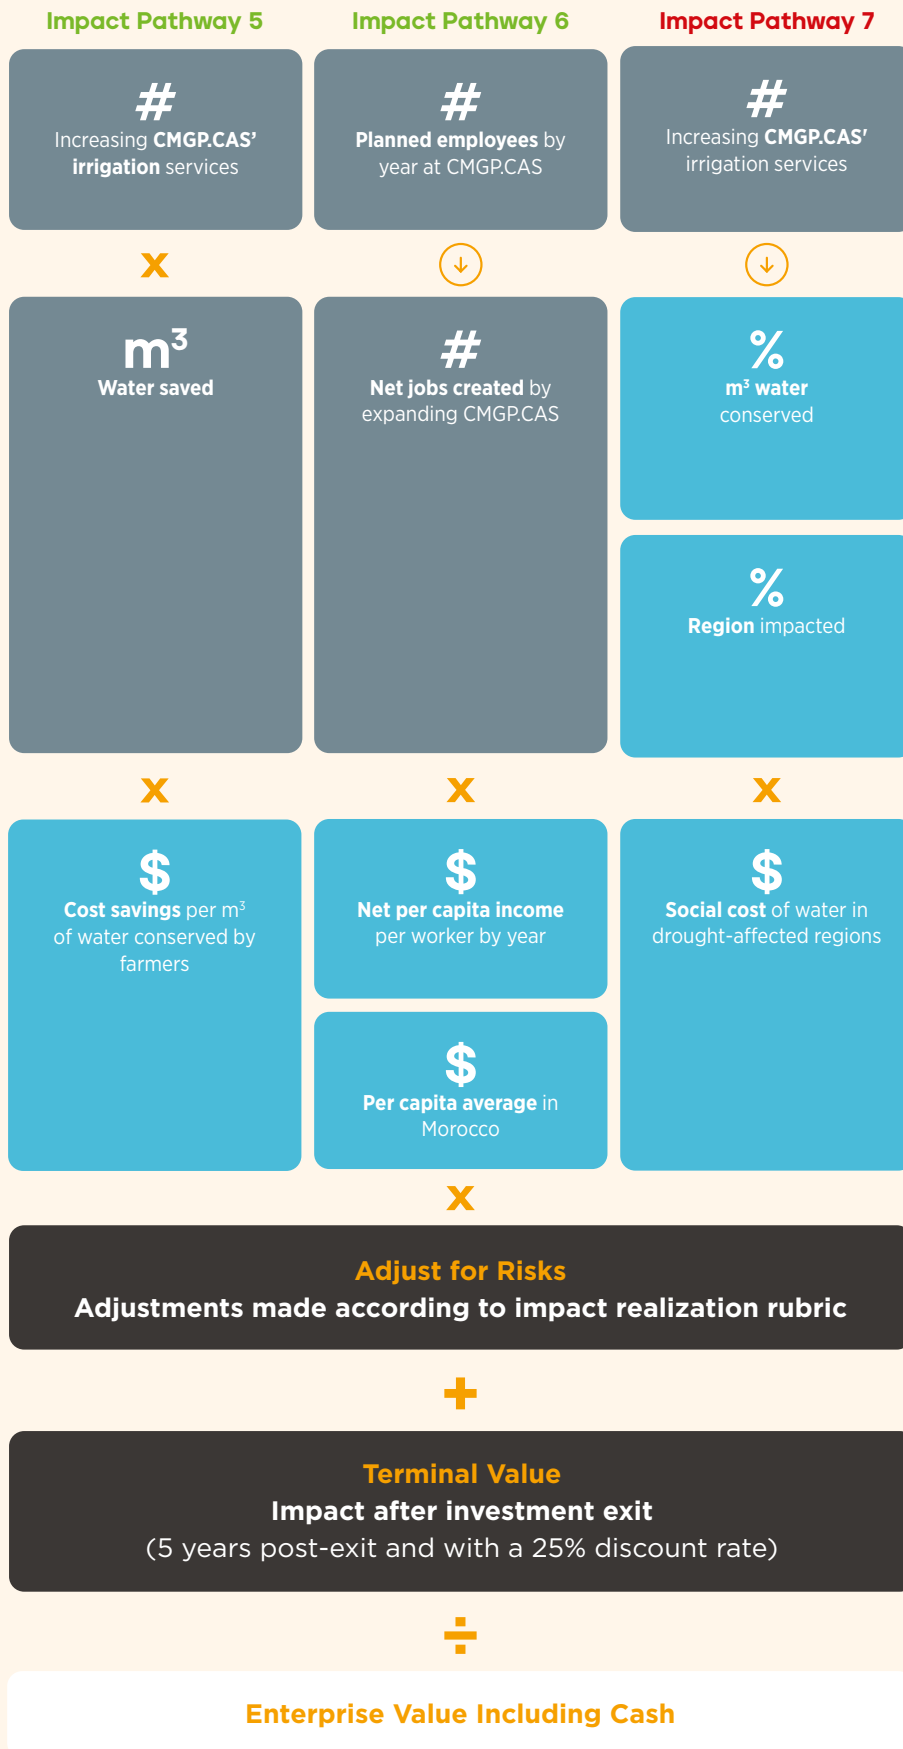 Impact Pathway 5
Impact Pathway 6
Impact Pathway 7
#
Increasing CMGP.CAS’
irrigation services
#
Planned employees by
year at CMGP.CAS
#
Increasing CMGP.CAS'
irrigation services
x
↓
↓
m³
Water saved
#
Net jobs created by
expanding CMGP.CAS
%
m³ water
conserved
%
Region impacted
x
x
x
$
Cost savings per m³
of water conserved by
farmers
$
Net per capita income
per worker by year
$
Per capita average in
Morocco
$
Social cost of water in
drought-affected regions
x
Adjust for Risks
Adjustments made according to impact realization rubric
+
Terminal Value
Impact after investment exit
(5 years post-exit and with a 25% discount rate)
÷
Enterprise Value Including Cash